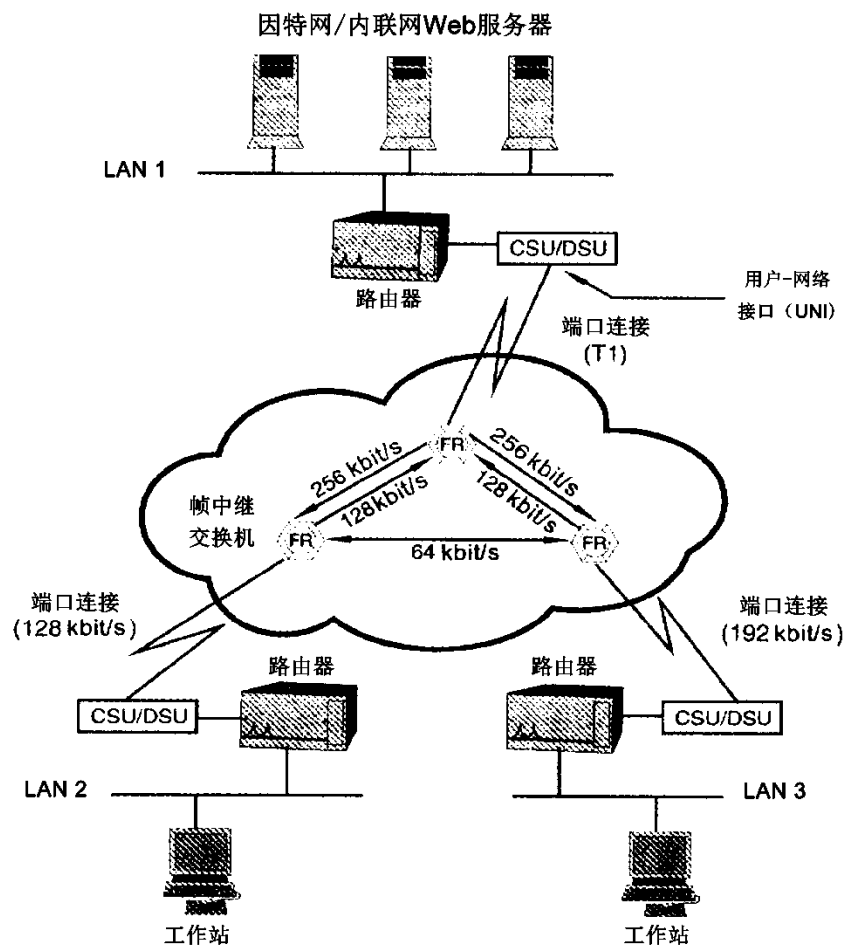 因特网/内联网Web服务器
LAN 1
CSU/DSU
路由器
用户-网络
接口（UNI)
端口连接
(T1)
FR
256 kbit/s
256 kbit/s
128kbit/s
128kbit/s
帧中继
交换机
FR
64 kbit/s
FR
端口连接
(128 kbit/s)
端口连接
(192 kbit/s)
路由器
路由器
CSU/DSU
CSU/DSU
LAN 2
LAN 3
工作站
工作站